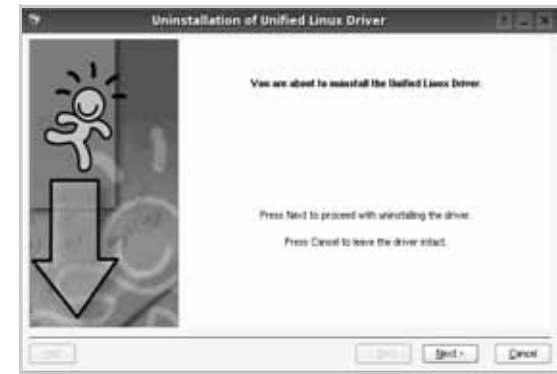 Uninstallation of Unified Linux Driver
You are about to uninstall the Unified Linux Driver.
Press Next to proceed with uninstalling the driver.
Press Cancel to leave the driver intact.
Next >
Cancel